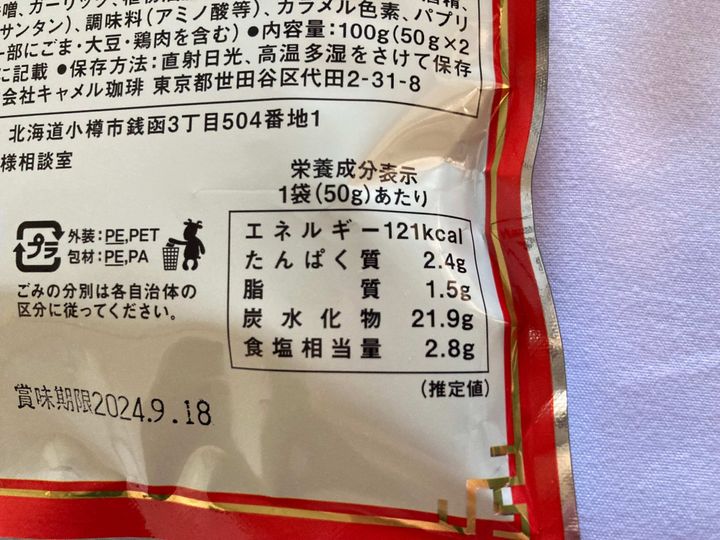 噌、ガーリック、
サンタン)、調味料(アミノ酸等)、カラメル色素、パプリ
一部にごま・大豆・鶏肉を含む) ●内容量:100g(50g×2
に記載 ●保存方法:直射日光、高温多湿をさけて保存
会社キャメル珈琲 東京都世田谷区代田2-31-8
北海道小樽市銭函3丁目504番地1
様相談室
プラ
外装:PE,PET
包材:PE,PA
ごみの分別は各自治体の
区分に従ってください。
栄養成分表示
1袋(50g)あたり
エネルギー 121kcal
たんぱく質 2.4g
脂質 1.5g
炭水化物 21.9g
食塩相当量 2.8g
(推定値)
賞味期限2024.9.18